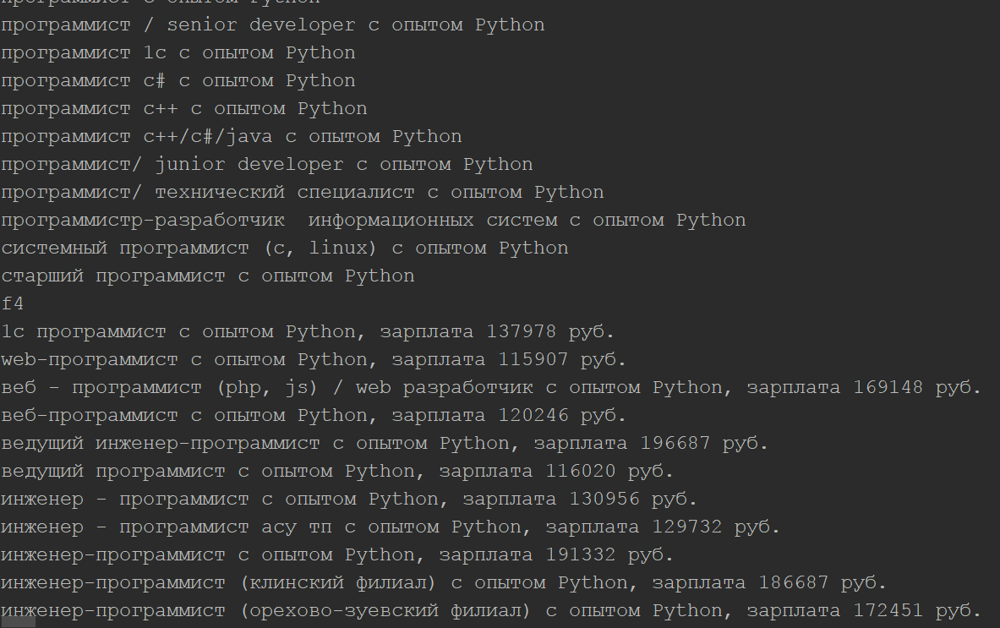 программист с опытом Python
программист / senior developer с опытом Python
программист 1с с опытом Python
программист c# с опытом Python
программист c++ с опытом Python
программист c++/c#/java с опытом Python
программист/ junior developer с опытом Python
программист/ технический специалист с опытом Python
программистр-разработчик  информационных систем с опытом Python
системный программист (c, linux) с опытом Python
старший программист с опытом Python
f4
1с программист с опытом Python, зарплата 137978 руб.
web-программист с опытом Python, зарплата 115907 руб.
веб - программист (php, js) / web разработчик с опытом Python, зарплата 169148 руб.
веб-программист с опытом Python, зарплата 120246 руб.
ведущий инженер-программист с опытом Python, зарплата 196687 руб.
ведущий программист с опытом Python, зарплата 116020 руб.
инженер - программист с опытом Python, зарплата 130956 руб.
инженер - программист асу тп с опытом Python, зарплата 129732 руб.
инженер-программист с опытом Python, зарплата 191332 руб.
инженер-программист (клинский филиал) с опытом Python, зарплата 186687 руб.
инженер-программист (орехово-зуевский филиал) с опытом Python, зарплата 172451 руб.